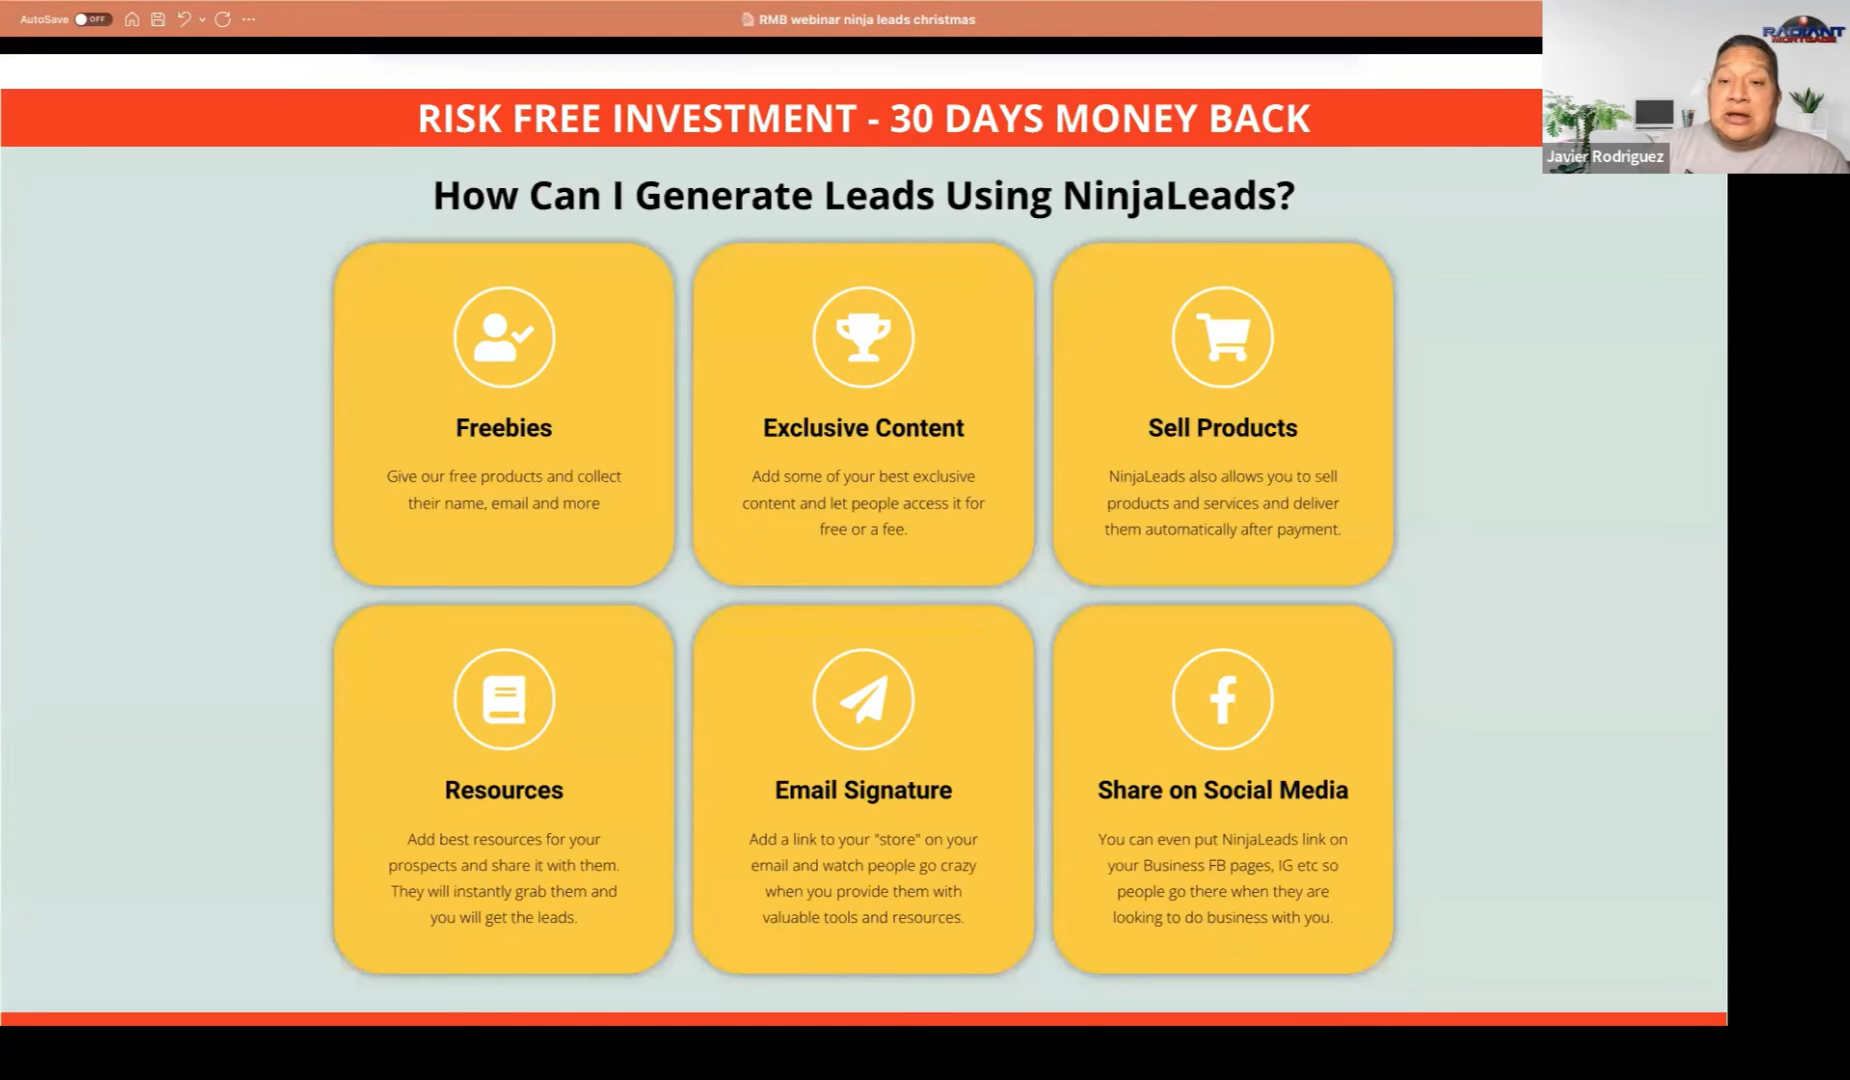 AutoSave OFF
RMB webinar ninja leads christmas
RADIANT
MORTGAGE
Javier Rodriguez
RISK FREE INVESTMENT - 30 DAYS MONEY BACK
How Can I Generate Leads Using NinjaLeads?
Freebies
Give our free products and collect
their name, email and more
Exclusive Content
Add some of your best exclusive
content and let people access it for
free or a fee.
Sell Products
NinjaLeads also allows you to sell
products and services and deliver
them automatically after payment.
Resources
Add best resources for your
prospects and share it with them.
They will instantly grab them and
you will get the leads.
Email Signature
Add a link to your "store" on your
email and watch people go crazy
when you provide them with
valuable tools and resources.
Share on Social Media
You can even put NinjaLeads link on
your Business FB pages, IG etc so
people go there when they are
looking to do business with you.